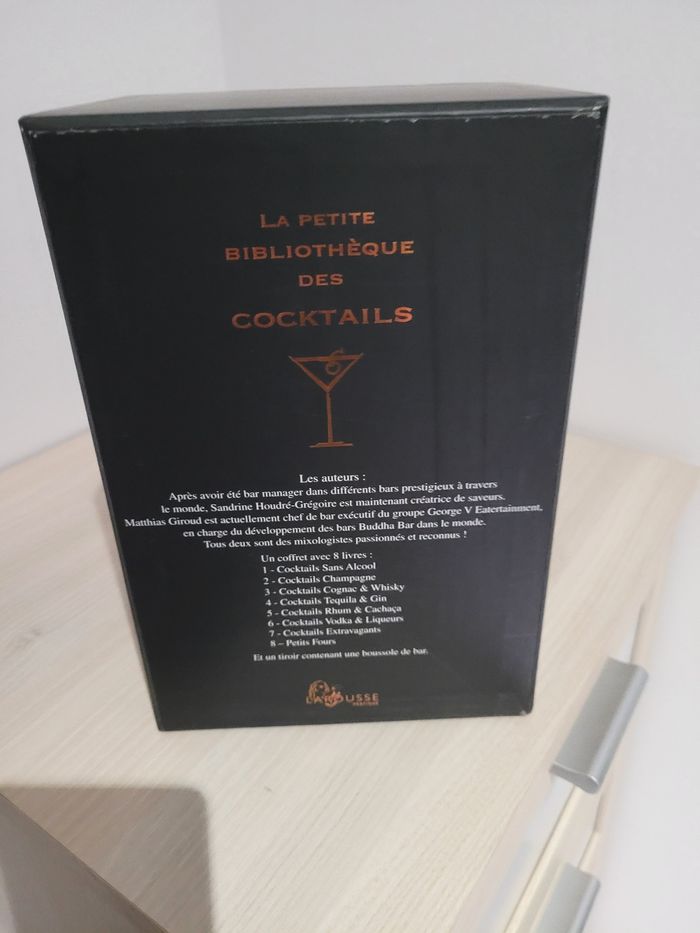 LA PETITE
BIBLIOTHÈQUE
DES
COCKTAILS
Les auteurs :
Après avoir été bar manager dans différents bars prestigieux à travers
le monde, Sandrine Houdré-Grégoire est maintenant créatrice de saveurs.
Matthias Giroud est actuellement chef de bar exécutif du groupe George V Eatertainment,
en charge du développement des bars Buddha Bar dans le monde.
Tous deux sont des mixologistes passionnés et reconnus !
Un coffret avec 8 livres :
1 - Cocktails Sans Alcool
2 - Cocktails Champagne
3 - Cocktails Cognac & Whisky
4 - Cocktails Tequila & Gin
5 - Cocktails Rhum & Cachaça
6 - Cocktails Vodka & Liqueurs
7 - Cocktails Extravagants
8 – Petits Fours
Et un tiroir contenant une boussole de bar.
LAROUSSE
PRATIQUE